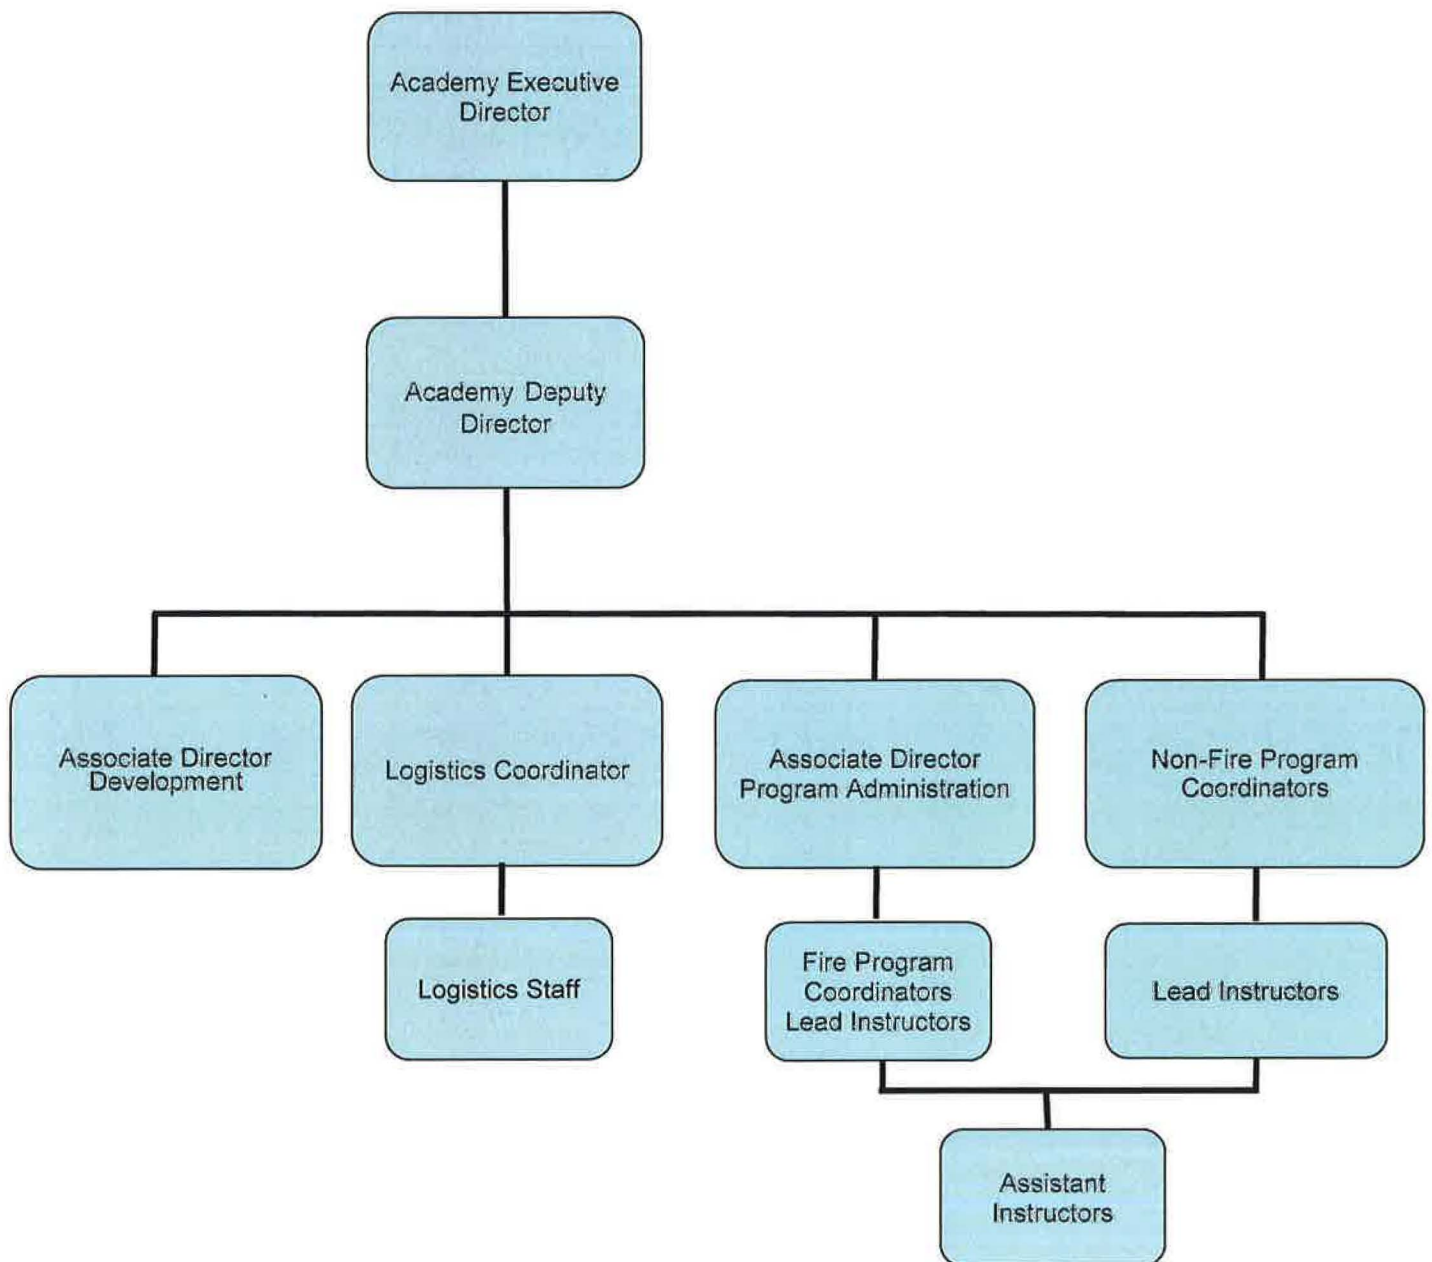 Academy Executive
Director
Academy Deputy
Director
Associate Director
Development
Logistics Coordinator
Associate Director
Program Administration
Non-Fire Program
Coordinators
Logistics Staff
Fire Program
Coordinators
Lead Instructors
Lead Instructors
Assistant
Instructors